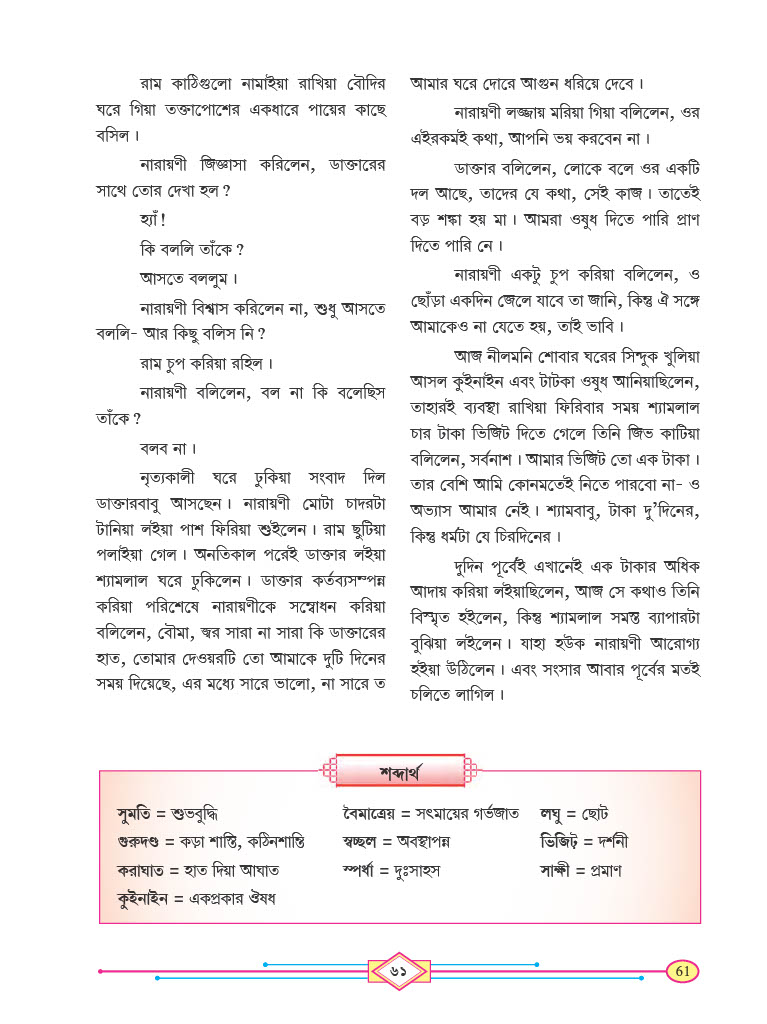 রাম কাঠিগুলো নামাইয়া রাখিয়া বৌদির
ঘরে গিয়া তক্তাপোশের একধারে পায়ের কাছে
বসিল।
নারায়ণী জিজ্ঞাসা করিলেন, ডাক্তারের
সাথে তোর দেখা হল?
হ্যাঁ!
কি বললি তাঁকে?
আসতে বললুম।
নারায়ণী বিশ্বাস করিলেন না, শুধু আসতে
বললি- আর কিছু বলিস নি?
রাম চুপ করিয়া রহিল।
নারায়ণী বলিলেন, বল না কি বলেছিস
তাঁকে?
বলব না।
নৃত্যকালী ঘরে ঢুকিয়া সংবাদ দিল
ডাক্তারবাবু আসছেন। নারায়ণী মোটা চাদরটা
টানিয়া লইয়া পাশ ফিরিয়া শুইলেন। রাম ছুটিয়া
পলাইয়া গেল। অনতিকাল পরেই ডাক্তার লইয়া
শ্যামলাল ঘরে ঢুকিলেন। ডাক্তার কর্তব্যসম্পন্ন
করিয়া পরিশেষে নারায়ণীকে সম্বোধন করিয়া
বলিলেন, বৌমা, জ্বর সারা না সারা কি ডাক্তারের
হাত, তোমার দেওরটি তো আমাকে দুটি দিনের
সময় দিয়েছে, এর মধ্যে সারে ভালো, না সারে ত
আমার ঘরে দোরে আগুন ধরিয়ে দেবে।
নারায়ণী লজ্জায় মরিয়া গিয়া বলিলেন, ওর
এইরকমই কথা, আপনি ভয় করবেন না।
ডাক্তার বলিলেন, লোকে বলে ওর একটি
দল আছে, তাদের যে কথা, সেই কাজ। তাতেই
বড় শঙ্কা হয় মা। আমরা ওষুধ দিতে পারি প্রাণ
দিতে পারি নে।
নারায়ণী একটু চুপ করিয়া বলিলেন, ও
ছোঁড়া একদিন জেলে যাবে তা জানি, কিন্তু ঐ সঙ্গে
আমাকেও না যেতে হয়, তাই ভাবি।
আজ নীলমনি শোবার ঘরের সিন্দুক খুলিয়া
আসল কুইনাইন এবং টাটকা ওষুধ আনিয়াছিলেন,
তাহারই ব্যবস্থা রাখিয়া ফিরিবার সময় শ্যামলাল
চার টাকা ভিজিট দিতে গেলে তিনি জিভ কাটিয়া
বলিলেন, সর্বনাশ। আমার ভিজিট তো এক টাকা।
তার বেশি আমি কোনমতেই নিতে পারবো না- ও
অভ্যাস আমার নেই। শ্যামবাবু, টাকা দু’দিনের,
কিন্তু ধর্মটা যে চিরদিনের।
দুদিন পূর্বেই এখানেই এক টাকার অধিক
আদায় করিয়া লইয়াছিলেন, আজ সে কথাও তিনি
বিস্মৃত হইলেন, কিন্তু শ্যামলাল সমস্ত ব্যাপারটা
বুঝিয়া লইলেন। যাহা হউক নারায়ণী আরোগ্য
হইয়া উঠিলেন। এবং সংসার আবার পূর্বের মতই
চলিতে লাগিল।
শব্দার্থ
সুমতি = শুভবুদ্ধি বৈমাত্রেয় = সৎমায়ের গর্ভজাত লঘু = ছোট
গুরুদণ্ড = কড়া শাস্তি, কঠিনশাস্তি স্বচ্ছল = অবস্থাপন্ন ভিজিট্ = দর্শনী
করাঘাত = হাত দিয়া আঘাত স্পর্ধা = দুঃসাহস সাক্ষী = প্রমাণ
কুইনাইন = একপ্রকার ঔষধ
৬১
61